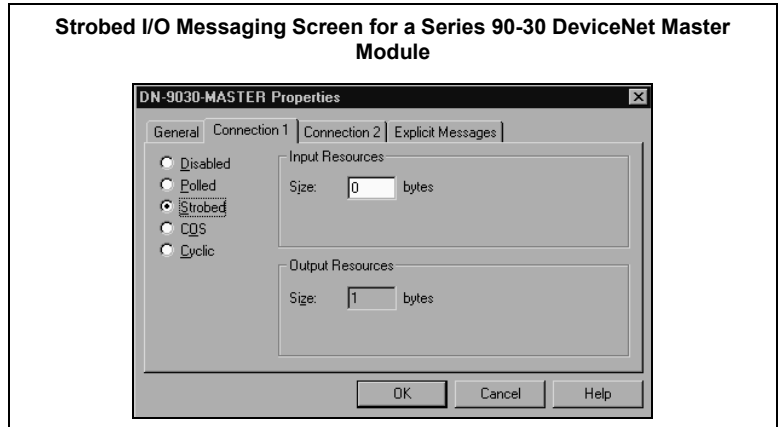 Strobed I/O Messaging Screen for a Series 90-30 DeviceNet Master
Module
DN-9030-MASTER Properties
General Connection 1 Connection 2 Explicit Messages
Disabled
Polled
Strobed
COS
Cyclic
Input Resources
Size: 0 bytes
Output Resources
Size: 1 bytes
OK Cancel Help